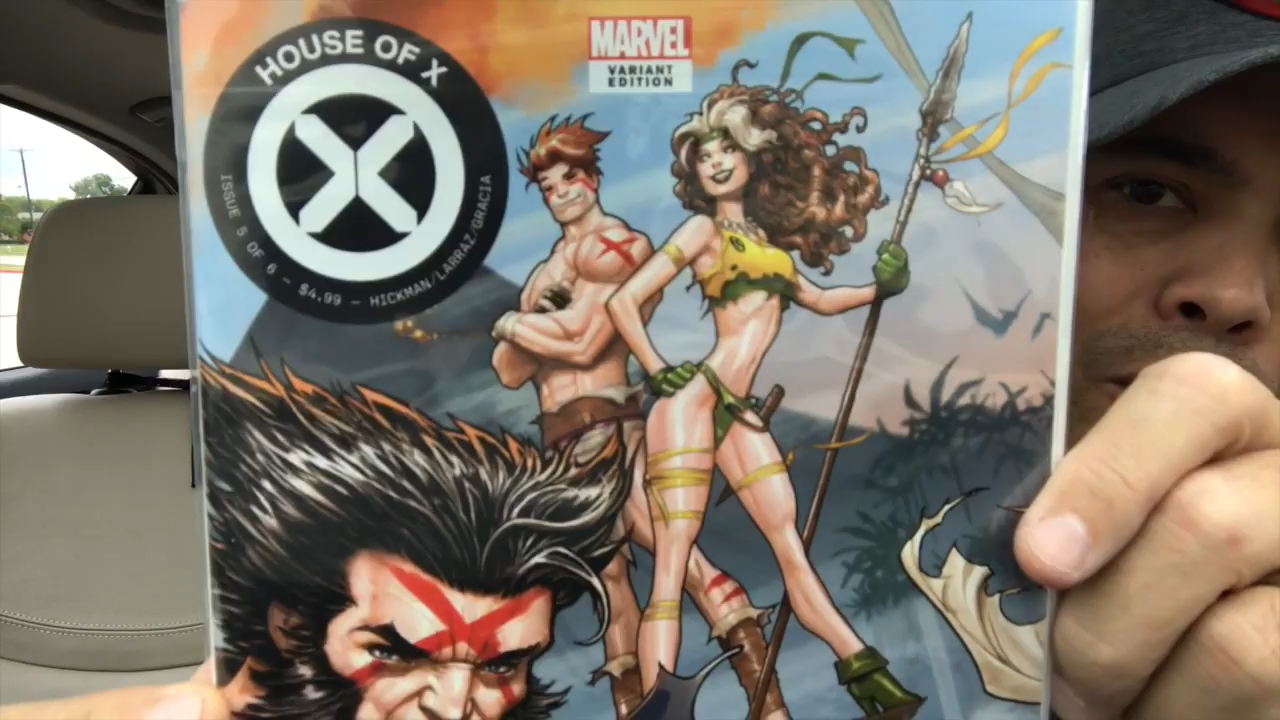 HOUSE OF X
X
ISSUE 5 OF 6 — $4.99 — HICKMAN/LARRAZ/GRACIA
MARVEL
VARIANT
EDITION